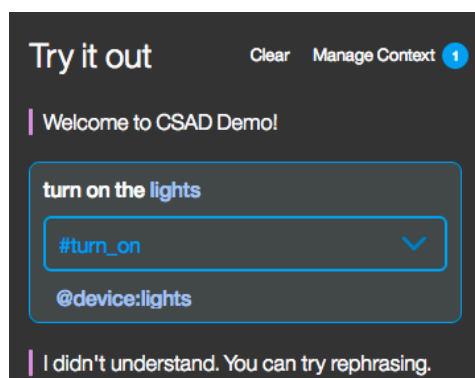 Try it out Clear Manage Context 1
Welcome to CSAD Demo!
turn on the lights
#turn_on
@device:lights
I didn't understand. You can try rephrasing.